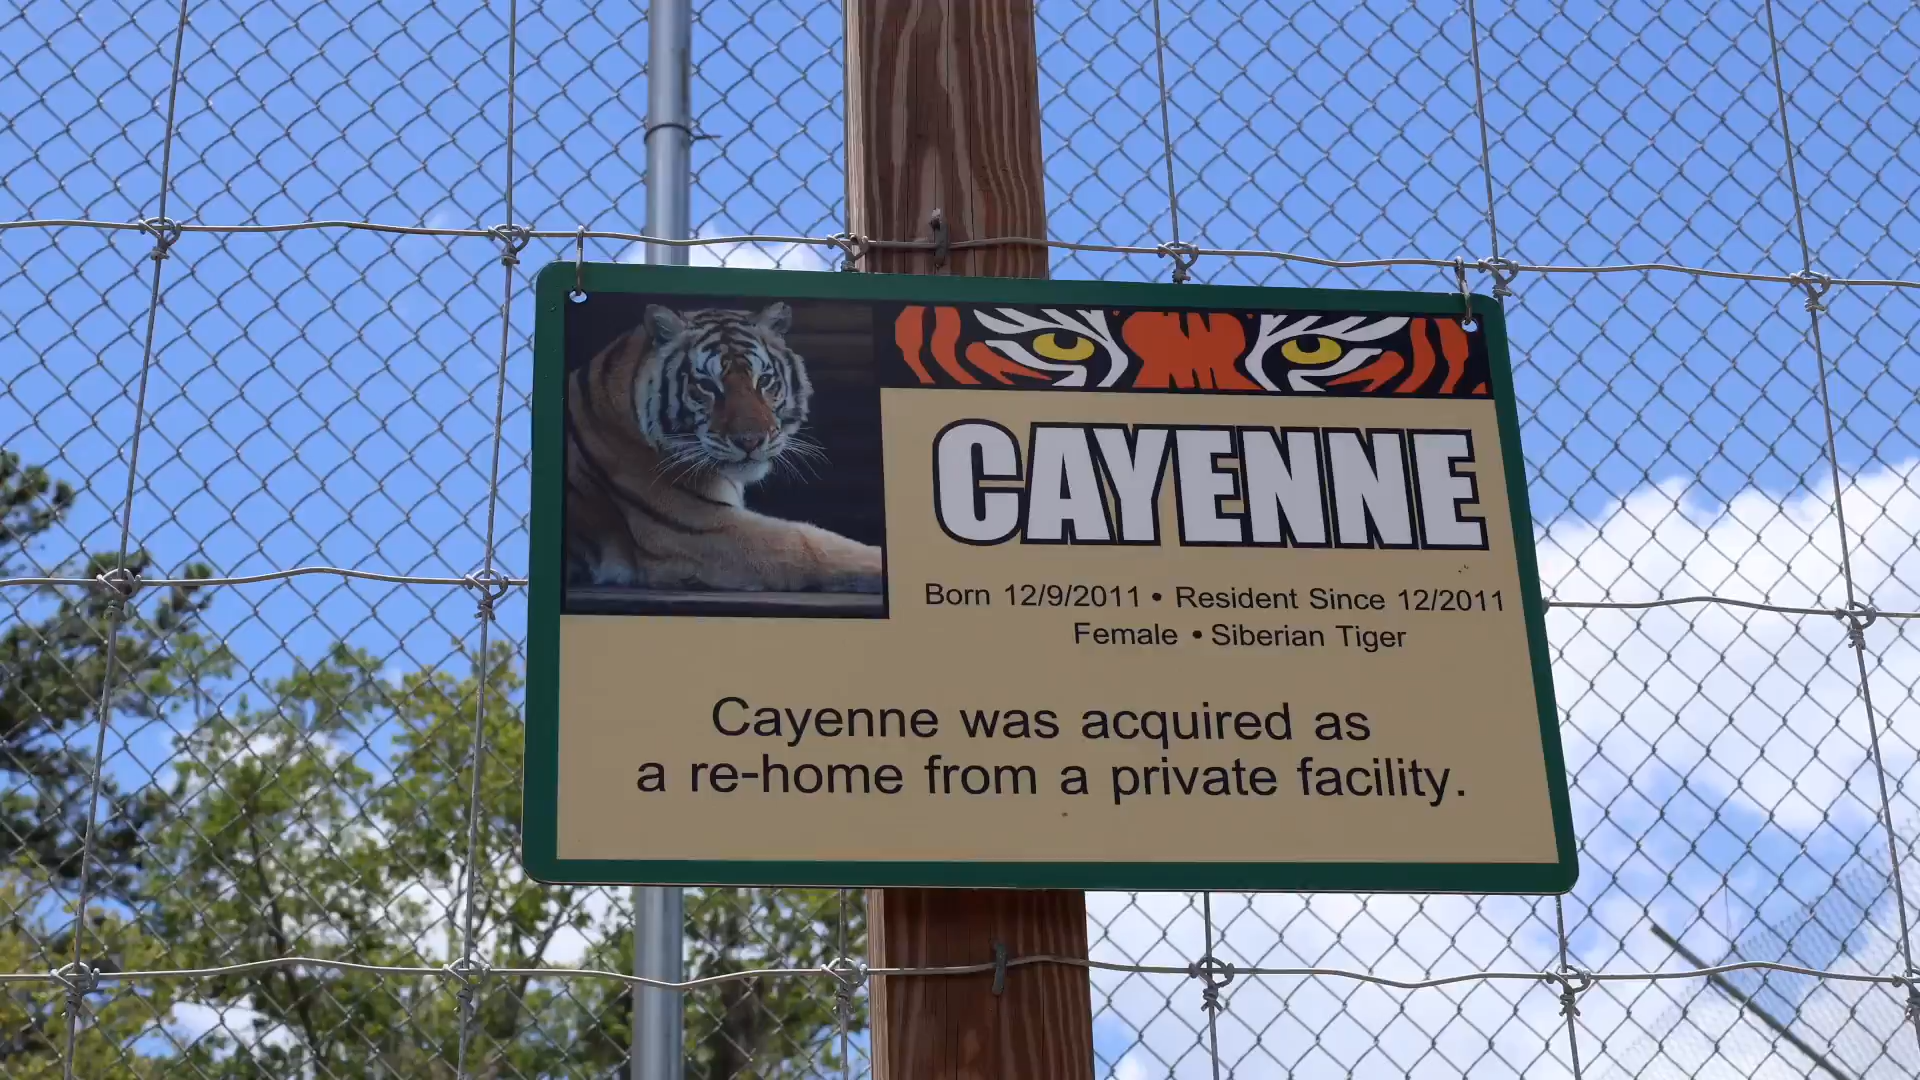 CAYENNE
Born 12/9/2011 • Resident Since 12/2011
Female • Siberian Tiger
Cayenne was acquired as
a re-home from a private facility.